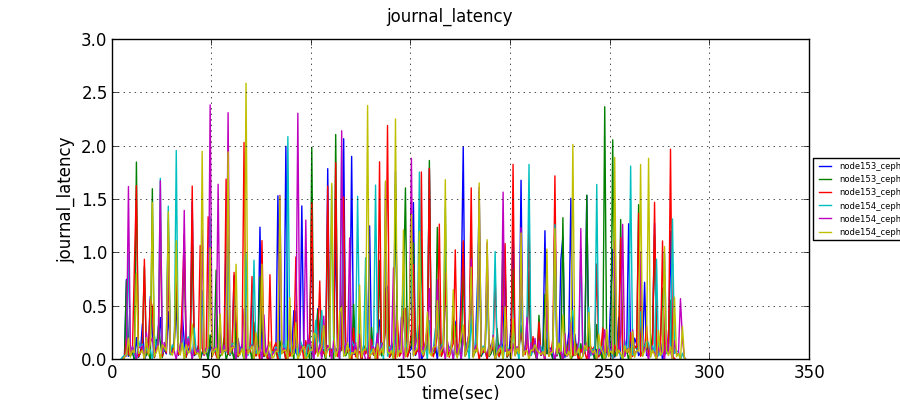 journal_latency
3.0
2.5
2.0
1.5
1.0
0.5
0.0
journal_latency
0 50 100 150 200 250 300 350
time(sec)
node153_ceph
node153_ceph
node153_ceph
node154_ceph
node154_ceph
node154_ceph